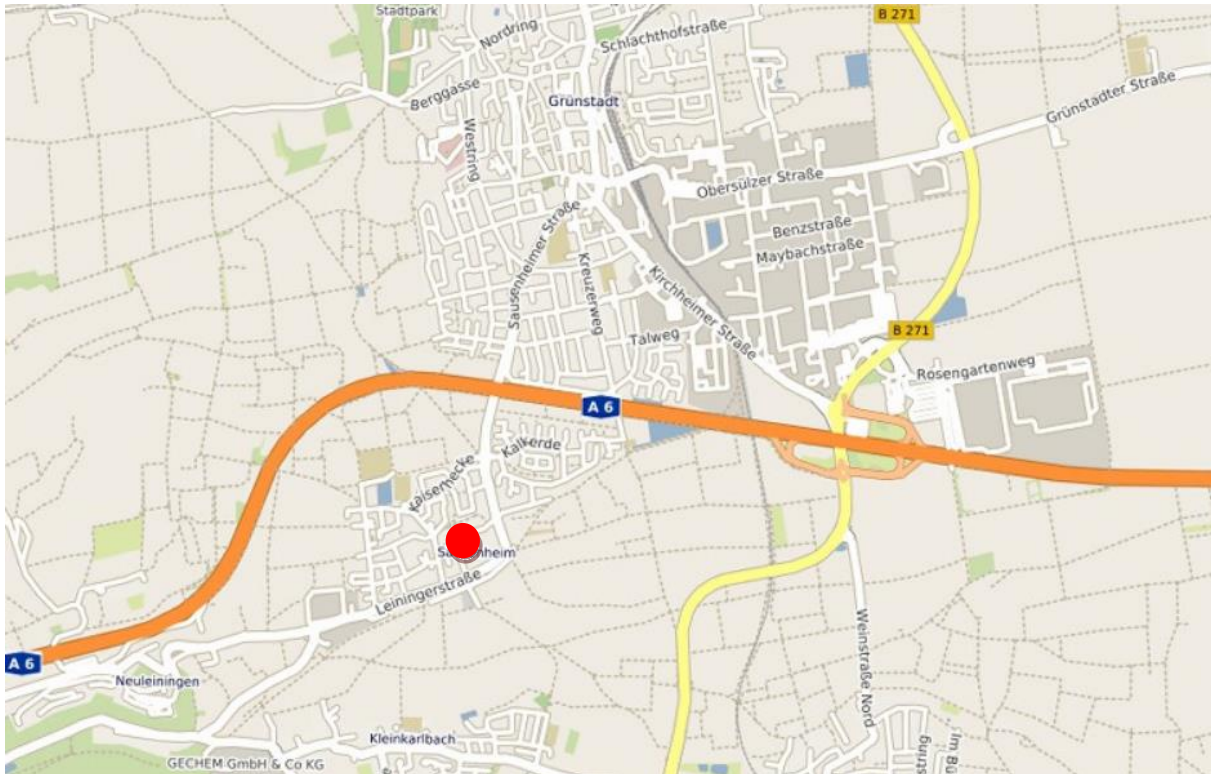 Stadtpark
Nordring
Schlachthofstraße
B 271
Berggasse
Grünstadt
Grünstadter Straße
Westring
Obersülzer Straße
Sausenheimer Straße
Kreuzerweg
Benzstraße
Maybachstraße
Kirchheimer Straße
Talweg
B 271
Rosengartenweg
A 6
Kalkerde
Kaisernecke
Leiningerstraße
A 6
Neuleiningen
Weinstraße Nord
Kleinkarlbach
GECHEM GmbH & Co KG